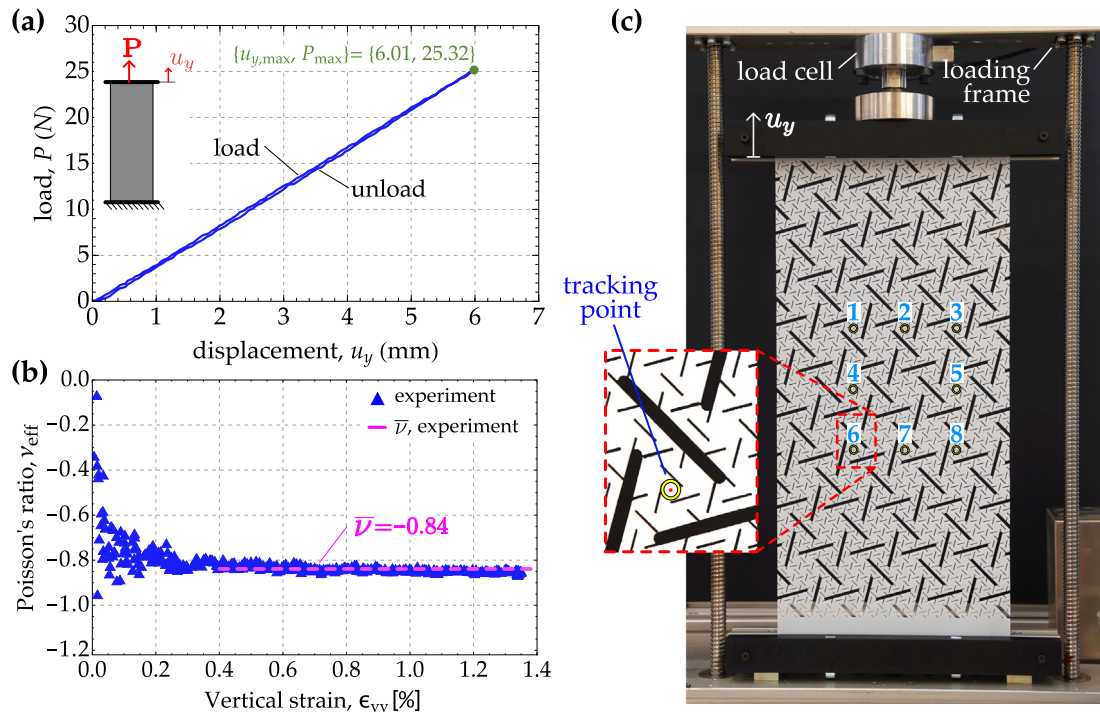 (a)
load, P (N)
30
25
20
15
10
5
0
0 1 2 3 4 5 6 7
displacement, u_y (mm)
P
u_y
{u_y,max, P_max}= {6.01, 25.32}
load
unload
(b)
Poisson's ratio, ν_eff
0.0
−0.2
−0.4
−0.6
−0.8
−1.0
−1.2
0.0 0.2 0.4 0.6 0.8 1.0 1.2 1.4
Vertical strain, ϵ_yy [%]
experiment
ν̅, experiment
ν̅=−0.84
(c)
load cell
loading
frame
u_y
tracking
point
1 2 3
4 5
6 7 8